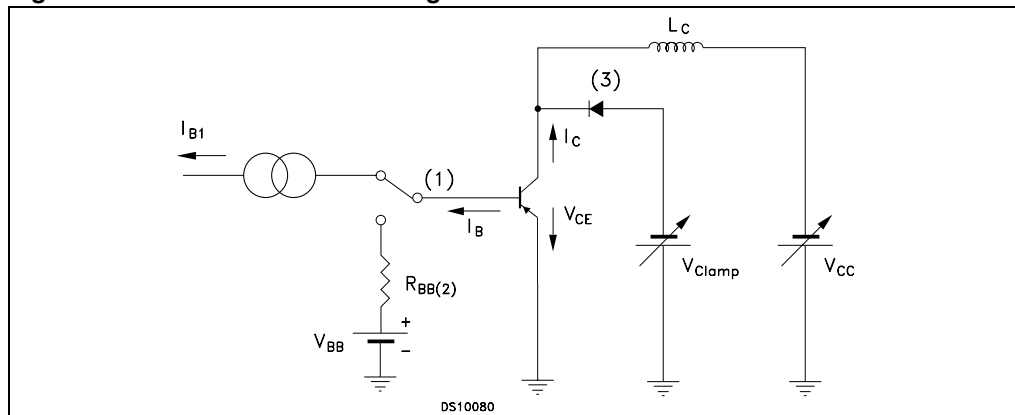 L_C
(3)
I_B1
I_C
(1)
I_B
V_CE
V_Clamp
V_CC
R_BB(2)
+
V_BB
-
DS10080